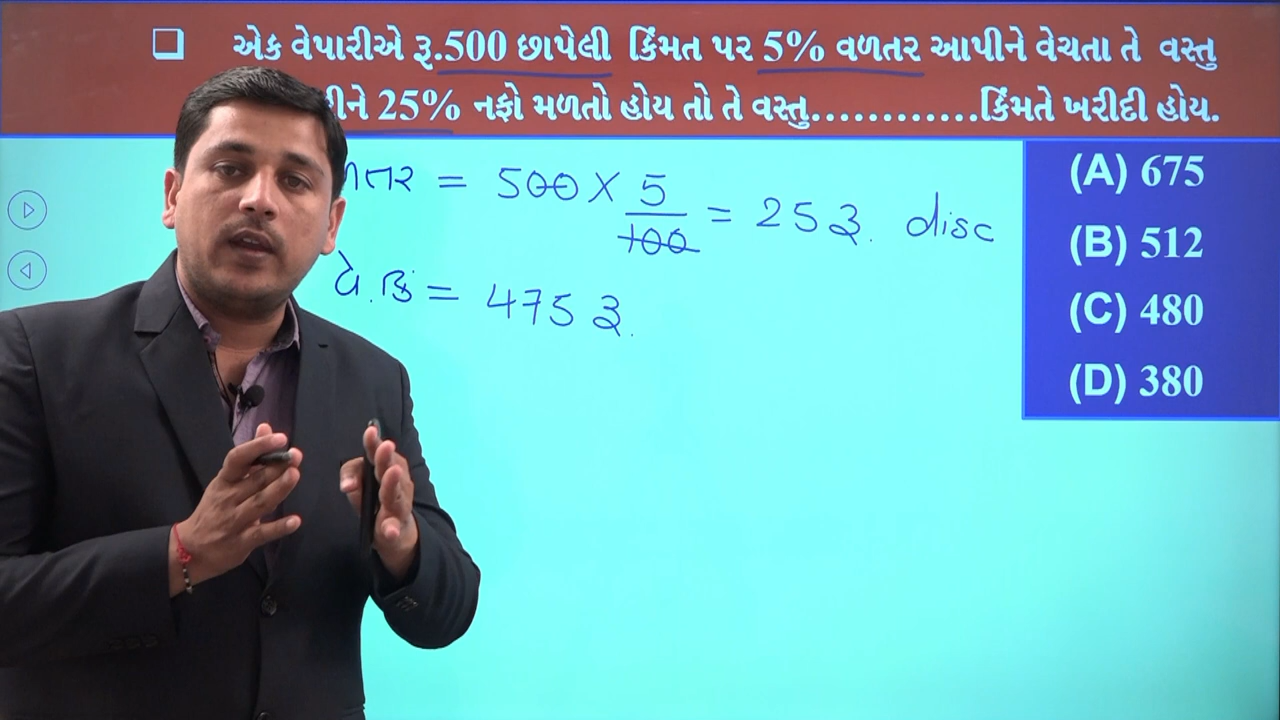 ❑ એક વેપારીએ રૂ.500 છાપેલી કિંમત પર 5% વળતર આપીને વેચતા તે વસ્તુ
25% નફો મળતો હોય તો તે વસ્તુ............કિંમતે ખરીદી હોય.
= 500 X 5/100 = 25 રૂ. disc
વે.કિં = 475 રૂ.
(A) 675
(B) 512
(C) 480
(D) 380